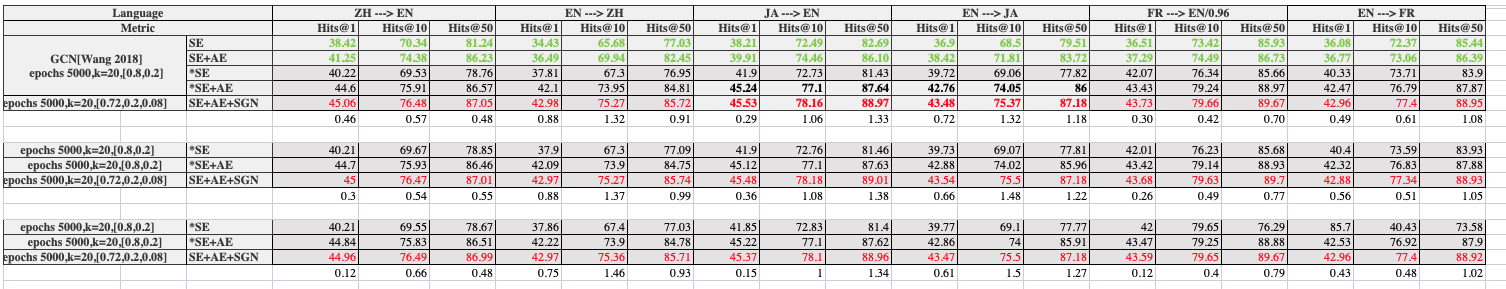 Language ZH ---> EN EN ---> ZH JA ---> EN EN ---> JA FR ---> EN/0.96 EN ---> FR
Metric Hits@1 Hits@10 Hits@50 Hits@1 Hits@10 Hits@50 Hits@1 Hits@10 Hits@50 Hits@1 Hits@10 Hits@50 Hits@1 Hits@10 Hits@50 Hits@1 Hits@10 Hits@50
SE 38.42 70.34 81.24 34.43 65.68 77.03 38.21 72.49 82.69 36.9 68.5 79.51 36.51 73.42 85.93 36.08 72.37 85.44
GCN[Wang 2018] SE+AE 41.25 74.38 86.23 36.49 69.94 82.45 39.91 74.46 86.10 38.42 71.81 83.72 37.29 74.49 86.73 36.77 73.06 86.39
epochs 5000,k=20,[0.8,0.2] *SE 40.22 69.53 78.76 37.81 67.3 76.95 41.9 72.73 81.43 39.72 69.06 77.82 42.07 76.34 85.66 40.33 73.71 83.9
*SE+AE 44.6 75.91 86.57 42.1 73.95 84.81 45.24 77.1 87.64 42.76 74.05 86 43.43 79.24 88.97 42.47 76.79 87.87
epochs 5000,k=20,[0.72,0.2,0.08] SE+AE+SGN 45.06 76.48 87.05 42.98 75.27 85.72 45.53 78.16 88.97 43.48 75.37 87.18 43.73 79.66 89.67 42.96 77.4 88.95
0.46 0.57 0.48 0.88 1.32 0.91 0.29 1.06 1.33 0.72 1.32 1.18 0.30 0.42 0.70 0.49 0.61 1.08
epochs 5000,k=20,[0.8,0.2] *SE 40.21 69.67 78.85 37.9 67.3 77.09 41.9 72.76 81.46 39.73 69.07 77.81 42.01 76.23 85.68 40.4 73.59 83.93
epochs 5000,k=20,[0.8,0.2] *SE+AE 44.7 75.93 86.46 42.09 73.9 84.75 45.12 77.1 87.63 42.88 74.02 85.96 43.42 79.14 88.93 42.32 76.83 87.88
epochs 5000,k=20,[0.72,0.2,0.08] SE+AE+SGN 45 76.47 87.01 42.97 75.27 85.74 45.48 78.18 89.01 43.54 75.5 87.18 43.68 79.63 89.7 42.88 77.34 88.93
0.3 0.54 0.55 0.88 1.37 0.99 0.36 1.08 1.38 0.66 1.48 1.22 0.26 0.49 0.77 0.56 0.51 1.05
epochs 5000,k=20,[0.8,0.2] *SE 40.21 69.55 78.67 37.86 67.4 77.03 41.85 72.83 81.4 39.77 69.1 77.77 42 79.65 76.29 85.7 40.43 73.58
epochs 5000,k=20,[0.8,0.2] *SE+AE 44.84 75.83 86.51 42.22 73.9 84.78 45.22 77.1 87.62 42.86 74 85.91 43.47 79.25 88.88 42.53 76.92 87.9
epochs 5000,k=20,[0.72,0.2,0.08] SE+AE+SGN 44.96 76.49 86.99 42.97 75.36 85.71 45.37 78.1 88.96 43.47 75.5 87.18 43.59 79.65 89.67 42.96 77.4 88.92
0.12 0.66 0.48 0.75 1.46 0.93 0.15 1 1.34 0.61 1.5 1.27 0.12 0.4 0.79 0.43 0.48 1.02